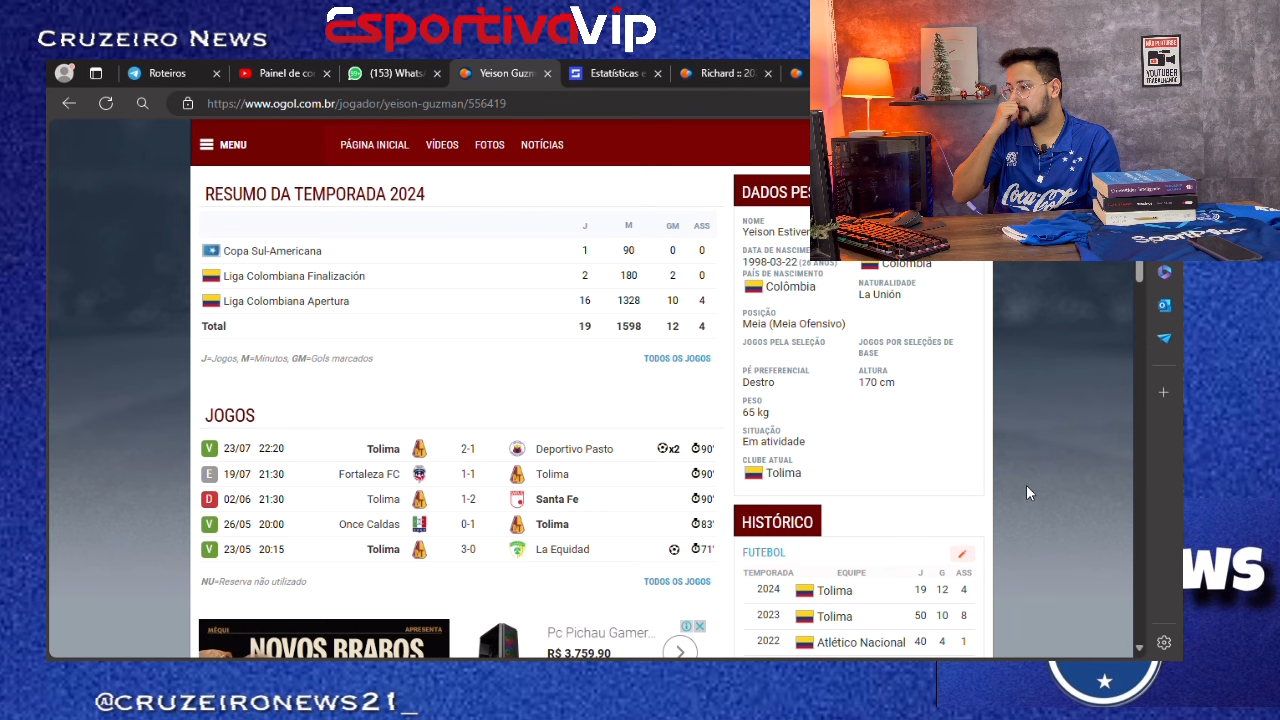 CRUZEIRO NEWS
EsportivaVip
NÃO PERTURBE
YOUTUBER
TRABALHANDO
Roteiros
Painel de co
(153) Whats
Yeison Guzm
Estatísticas e
Richard :: 20
https://www.ogol.com.br/jogador/yeison-guzman/556419
MENU
PÁGINA INICIAL
VÍDEOS
FOTOS
NOTÍCIAS
Coca-Cola
RESUMO DA TEMPORADA 2024
J M GM ASS
Copa Sul-Americana 1 90 0 0
Liga Colombiana Finalización 2 180 2 0
Liga Colombiana Apertura 16 1328 10 4
Total 19 1598 12 4
J=Jogos, M=Minutos, GM=Gols marcados
TODOS OS JOGOS
JOGOS
V 23/07 22:20 Tolima 2-1 Deportivo Pasto x2 90'
E 19/07 21:30 Fortaleza FC 1-1 Tolima 90'
D 02/06 21:30 Tolima 1-2 Santa Fe 90'
V 26/05 20:00 Once Caldas 0-1 Tolima 83'
V 23/05 20:15 Tolima 3-0 La Equidad 71'
NU=Reserva não utilizado
TODOS OS JOGOS
MÉQUI
APRESENTA
NOVOS BRABOS
Pc Pichau Gamer...
R$ 3.759,90
DADOS PES
NOME
Yeison Estiven
DATA DE NASCIME
1998-03-22 (26 ANOS)
Colômbia
PAÍS DE NASCIMENTO
Colômbia
NATURALIDADE
La Unión
POSIÇÃO
Meia (Meia Ofensivo)
JOGOS PELA SELEÇÃO
JOGOS POR SELEÇÕES DE
BASE
PÉ PREFERENCIAL
Destro
ALTURA
170 cm
PESO
65 kg
SITUAÇÃO
Em atividade
CLUBE ATUAL
Tolima
HISTÓRICO
FUTEBOL
TEMPORADA EQUIPE J G ASS
2024 Tolima 19 12 4
2023 Tolima 50 10 8
2022 Atlético Nacional 40 4 1
WS
@CRUZEIRONEWS21_